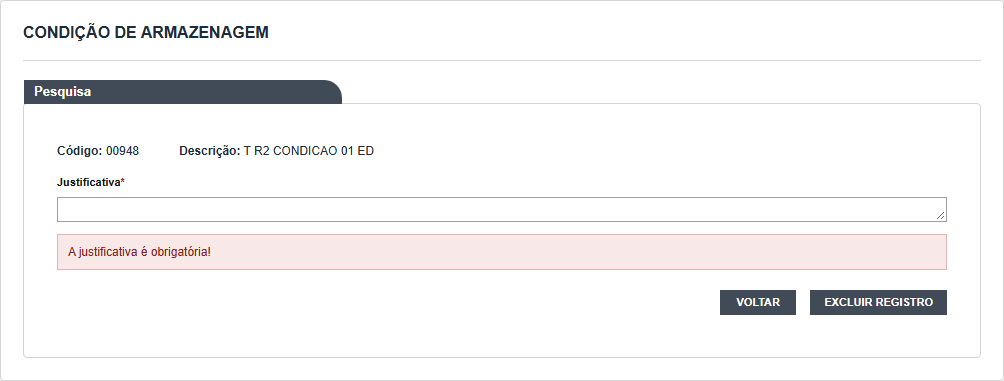 CONDIÇÃO DE ARMAZENAGEM
Pesquisa
Código: 00948 Descrição: T R2 CONDICAO 01 ED
Justificativa*
A justificativa é obrigatória!
VOLTAR EXCLUIR REGISTRO